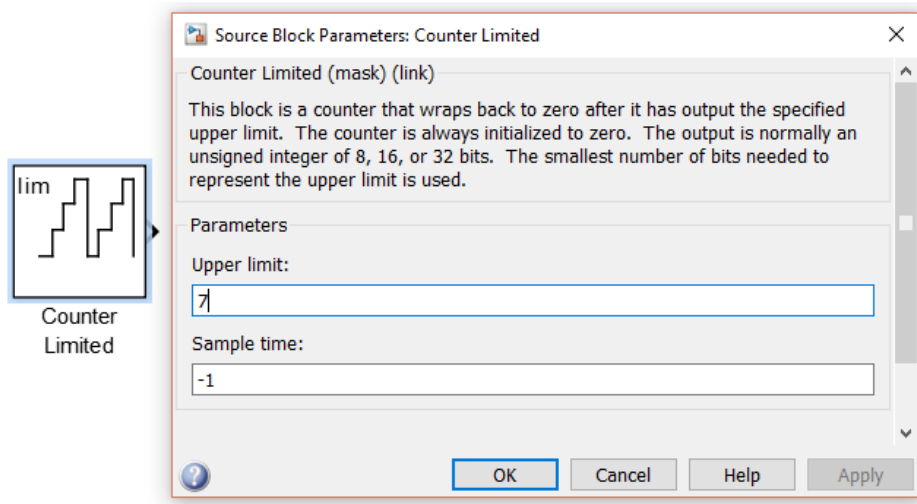 Source Block Parameters: Counter Limited
Counter Limited (mask) (link)
This block is a counter that wraps back to zero after it has output the specified
upper limit.  The counter is always initialized to zero.  The output is normally an
unsigned integer of 8, 16, or 32 bits.  The smallest number of bits needed to
represent the upper limit is used.
lim
Counter
Limited
Parameters
Upper limit:
7
Sample time:
-1
?
OK
Cancel
Help
Apply